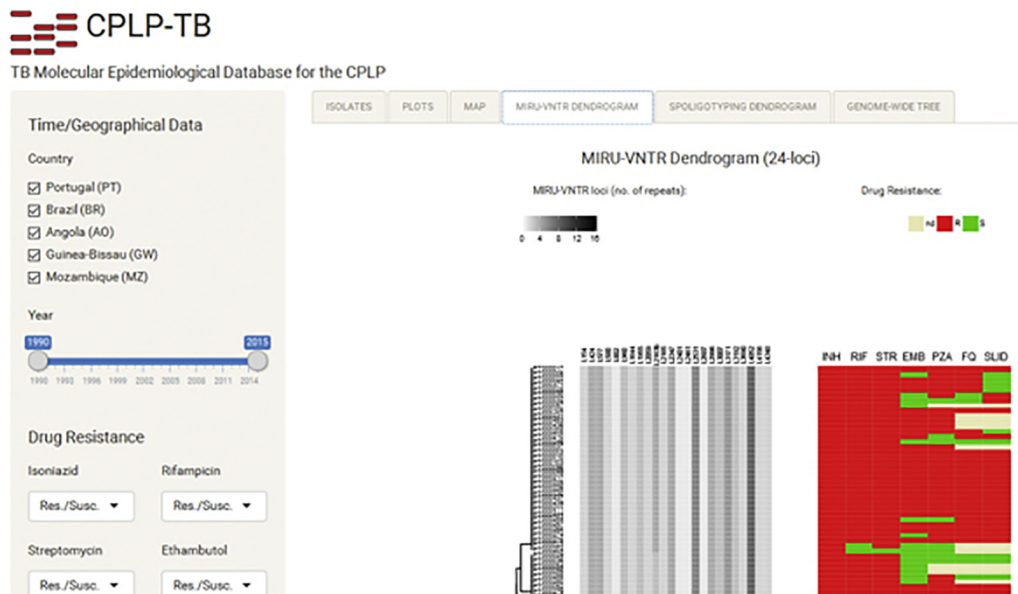 CPLP-TB
TB Molecular Epidemiological Database for the CPLP
Time/Geographical Data
Country
Portugal (PT)
Brazil (BR)
Angola (AO)
Guinea-Bissau (GW)
Mozambique (MZ)
Year
1990 2015
1990 1993 1996 1999 2002 2005 2008 2011 2014
Drug Resistance
Isoniazid Rifampicin
Res./Susc. Res./Susc.
Streptomycin Ethambutol
Res./Susc. Res./Susc.
ISOLATES PLOTS MAP MIRU-VNTR DENDROGRAM SPOLIGOTYPING DENDROGRAM GENOME-WIDE TREE
MIRU-VNTR Dendrogram (24-loci)
MIRU-VNTR loci (no. of repeats):
0 4 8 12 16
Drug Resistance:
nd R S
INH RIF STR EMB PZA FQ SLID